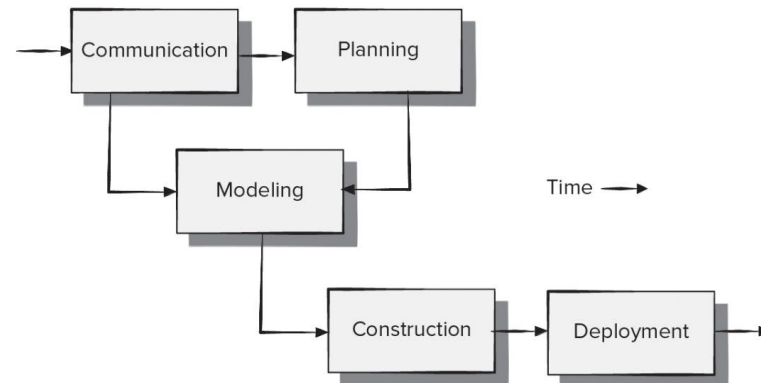 Communication
Planning
Modeling
Time
Construction
Deployment